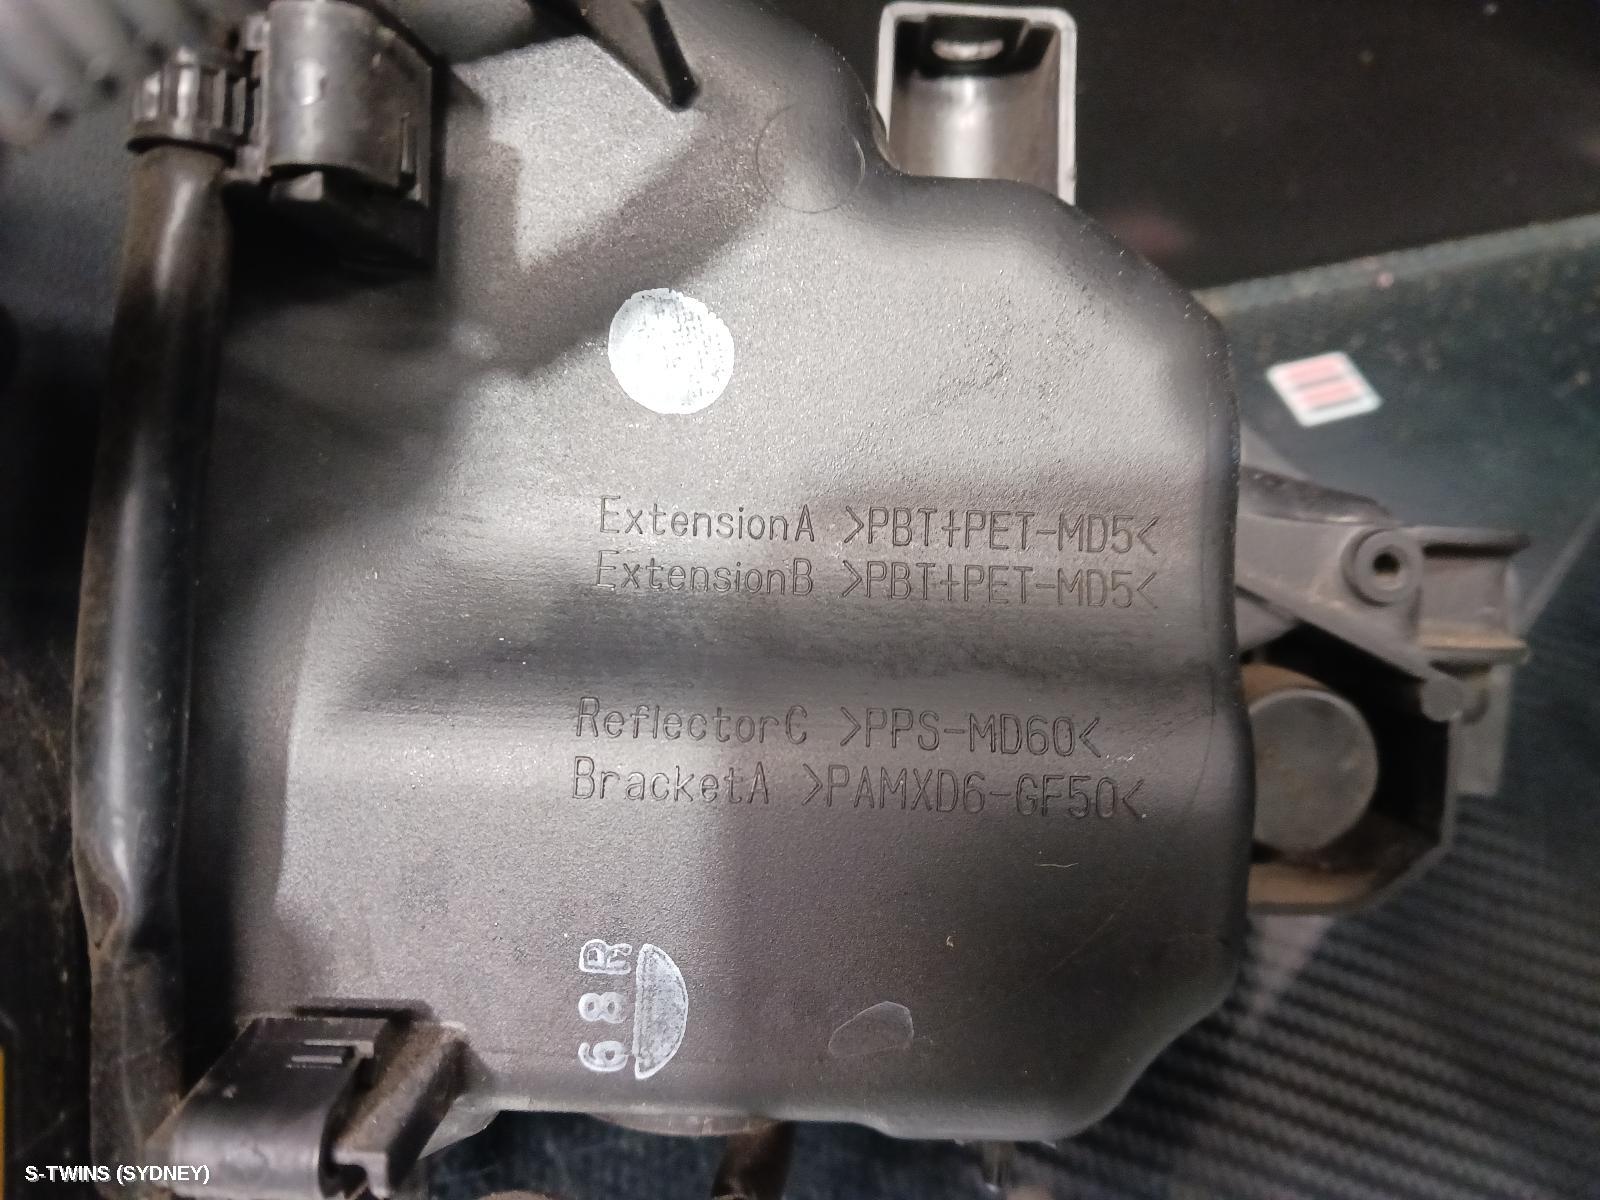 ExtensionA >PBT+PET-MD5<
ExtensionB >PBT+PET-MD5<
ReflectorC >PPS-MD60<
BracketA >PAMXD6-GF50<
68R
S-TWINS (SYDNEY)